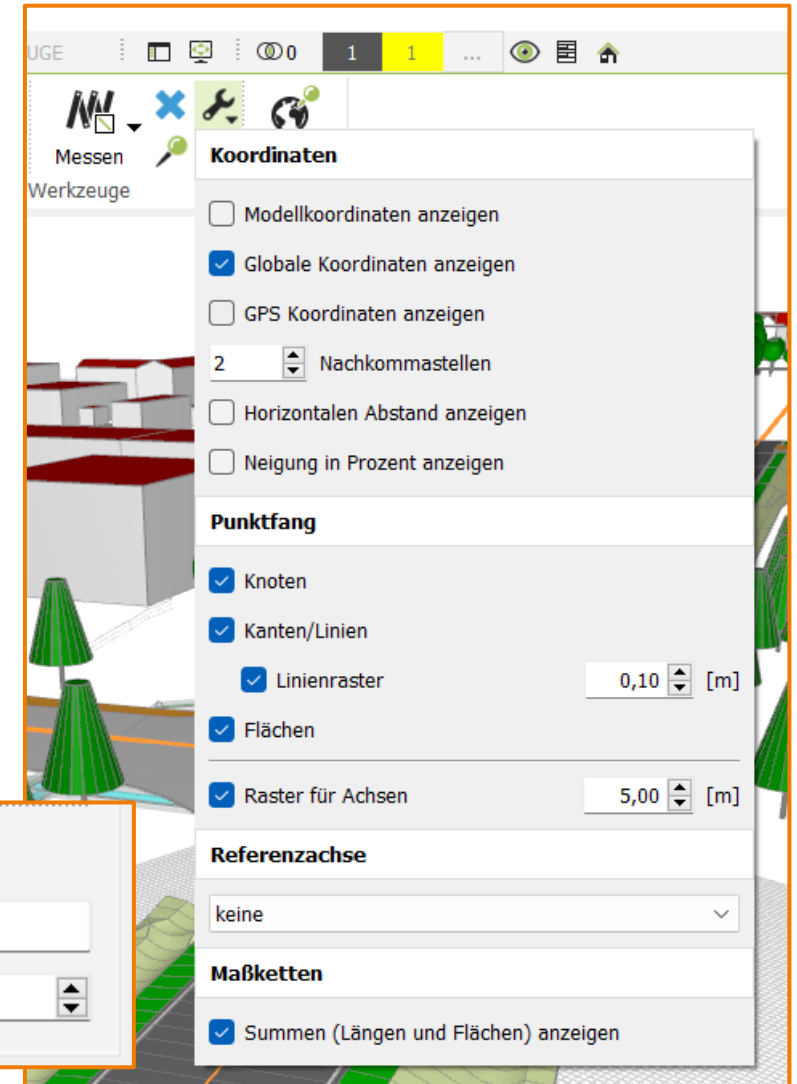 UGE
0 1 1 ...
Messen
Werkzeuge
Koordinaten
Modellkoordinaten anzeigen
Globale Koordinaten anzeigen
GPS Koordinaten anzeigen
2 Nachkommastellen
Horizontalen Abstand anzeigen
Neigung in Prozent anzeigen
Punktfang
Knoten
Kanten/Linien
Linienraster 0,10 [m]
Flächen
Raster für Achsen 5,00 [m]
Referenzachse
keine
Maßketten
Summen (Längen und Flächen) anzeigen